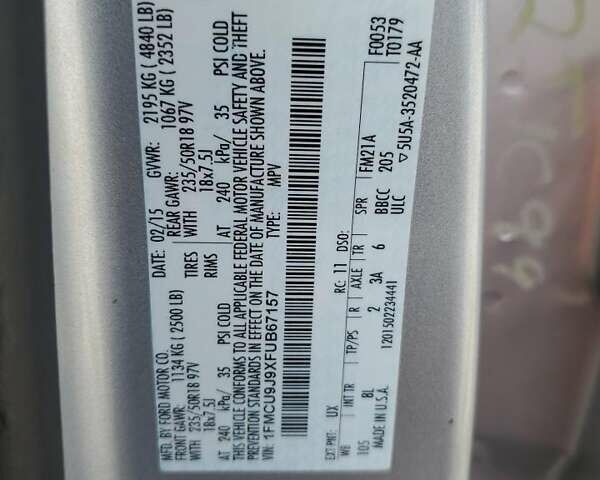 MFD. BY FORD MOTOR CO.
DATE: 02/15 GVWR: 2195 KG ( 4840 LB)
FRONT GAWR: 1134 KG ( 2500 LB) REAR GAWR: 1067 KG ( 2352 LB)
WITH 235/50R18 97V TIRES WITH 235/50R18 97V
18x7.5J RIMS 18x7.5J
AT 240 kPa/ 35 PSI COLD AT 240 kPa/ 35 PSI COLD
THIS VEHICLE CONFORMS TO ALL APPLICABLE FEDERAL MOTOR VEHICLE SAFETY AND THEFT
PREVENTION STANDARDS IN EFFECT ON THE DATE OF MANUFACTURE SHOWN ABOVE.
VIN: 1FMCU9J9XFUB67157
TYPE: MPV
F0053
T0179
EXT PNT: UX RC: 11 DSO:
WB INT TR TP/PS R AXLE TR SPR FM21A
105 8L 2 3A 6 BBCC 205
MADE IN U.S.A. ULC ▽5U5A-3520472-AA
1201502234441